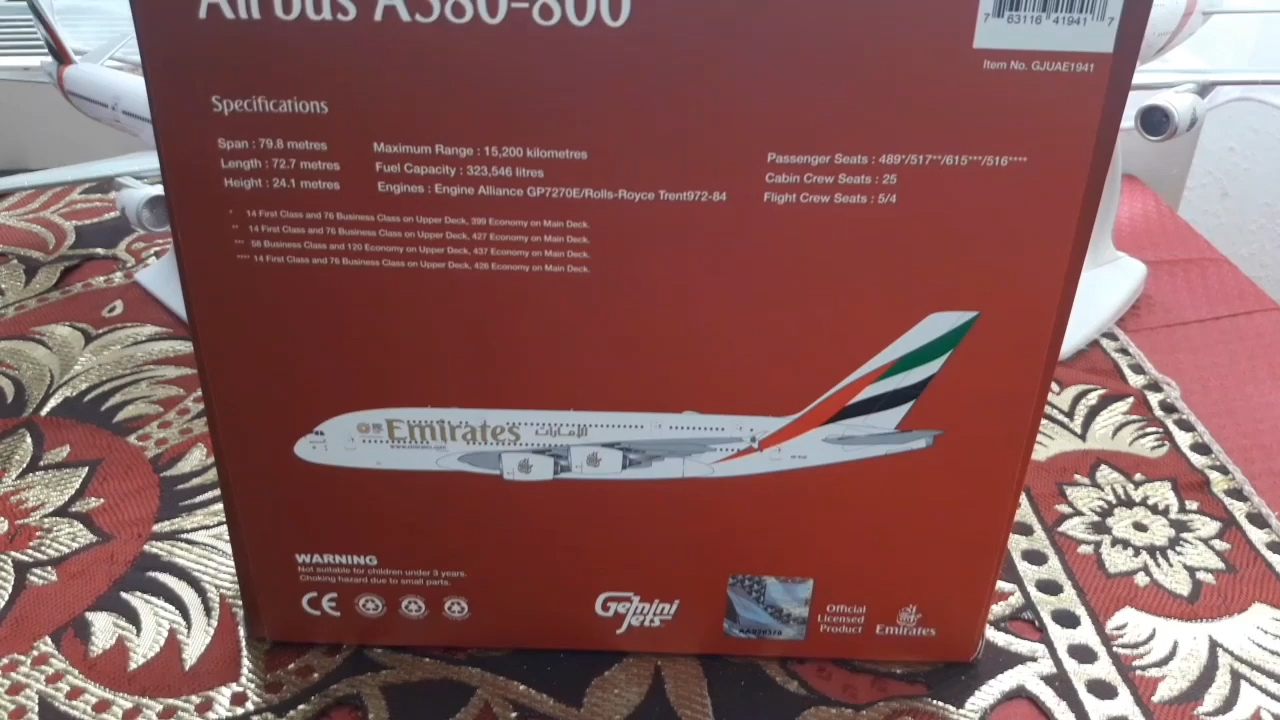 Airbus A380-800
7 63116 41941 7
Item No. GJUAE1941
Specifications
Span : 79.8 metres
Length : 72.7 metres
Height : 24.1 metres
Maximum Range : 15,200 kilometres
Fuel Capacity : 323,546 litres
Engines : Engine Alliance GP7270E/Rolls-Royce Trent972-84
Passenger Seats : 489*/517**/615***/516****
Cabin Crew Seats : 25
Flight Crew Seats : 5/4
* 14 First Class and 76 Business Class on Upper Deck, 399 Economy on Main Deck.
** 14 First Class and 76 Business Class on Upper Deck, 427 Economy on Main Deck.
*** 58 Business Class and 120 Economy on Upper Deck, 437 Economy on Main Deck.
**** 14 First Class and 76 Business Class on Upper Deck, 426 Economy on Main Deck.
Emirates الإمارات
www.emirates.com
WARNING
Not suitable for children under 3 years.
Choking hazard due to small parts.
CE
Gemini
Jets
Official
Licensed
Product
Emirates